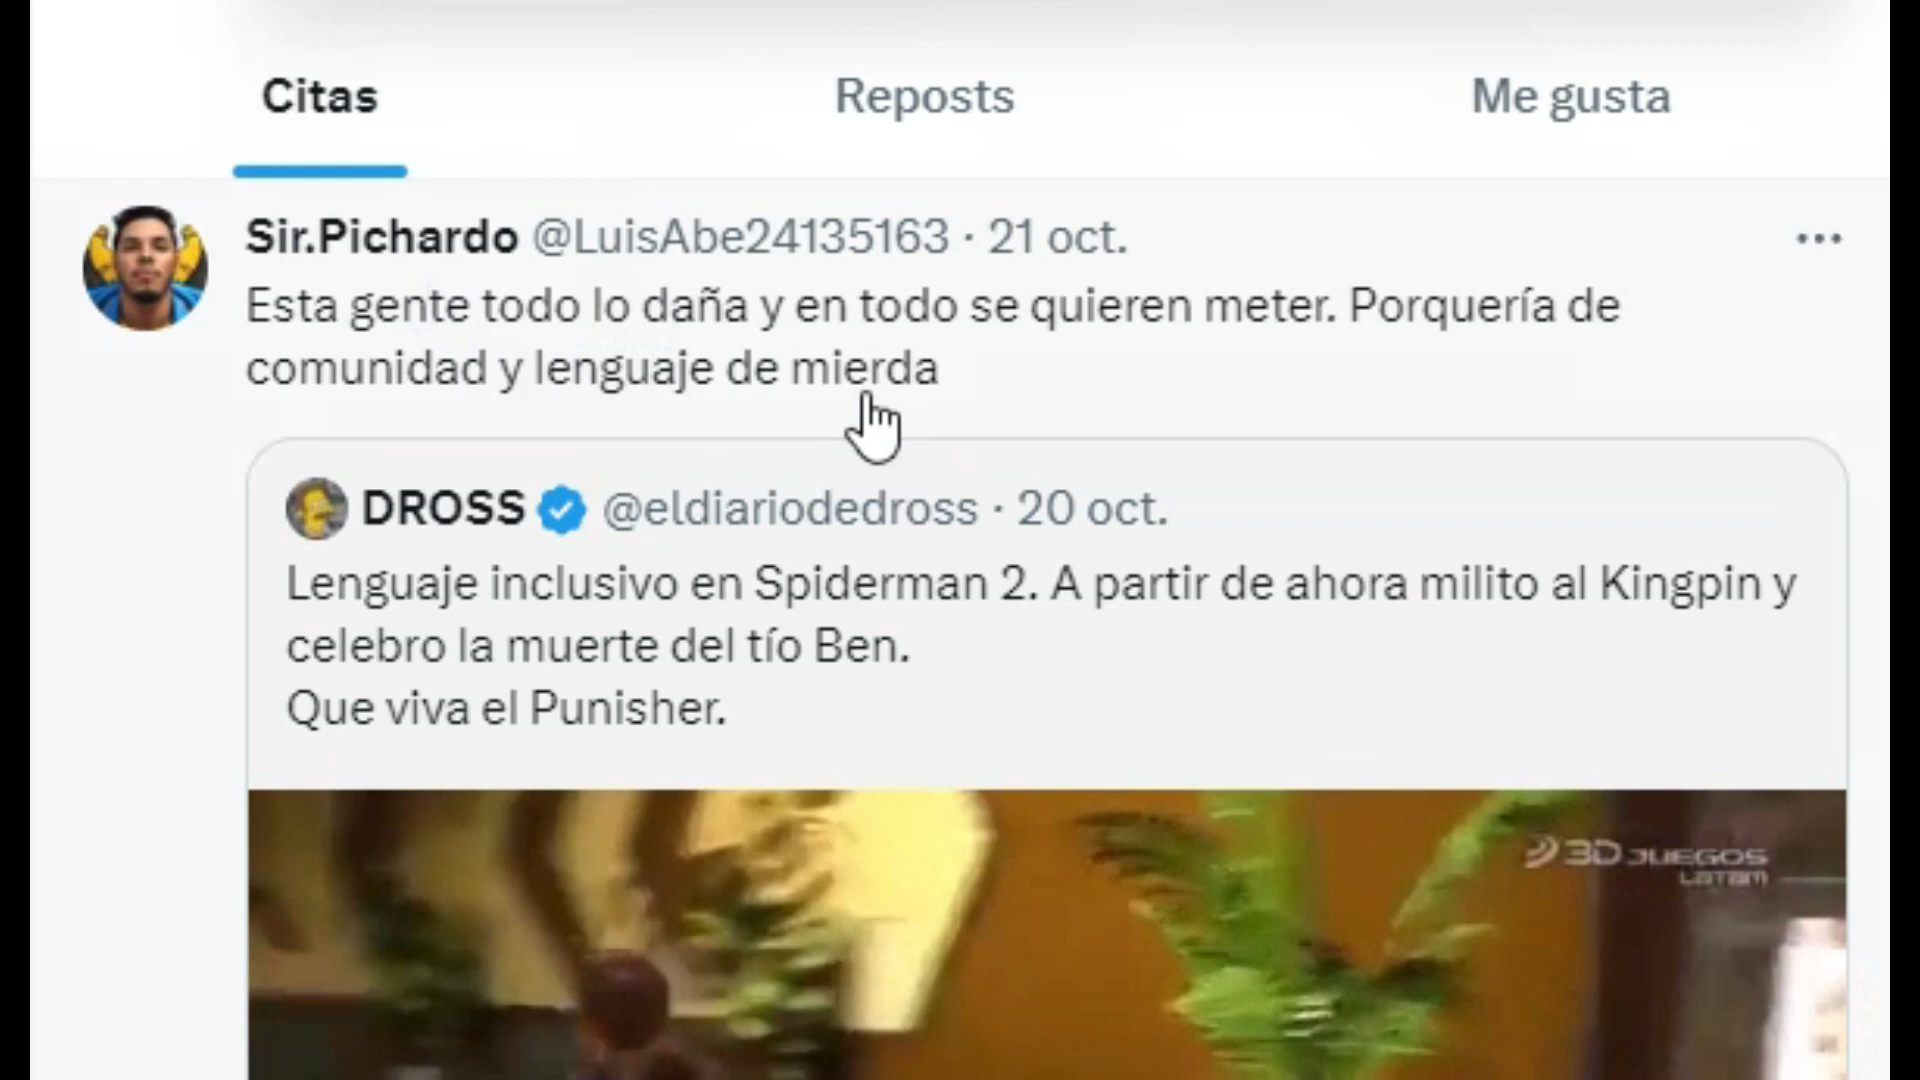 Citas Reposts Me gusta
Sir.Pichardo @LuisAbe24135163 · 21 oct.
Esta gente todo lo daña y en todo se quieren meter. Porquería de
comunidad y lenguaje de mierda
DROSS @eldiariodedross · 20 oct.
Lenguaje inclusivo en Spiderman 2. A partir de ahora milito al Kingpin y
celebro la muerte del tío Ben.
Que viva el Punisher.
3DJUEGOS
LATAM